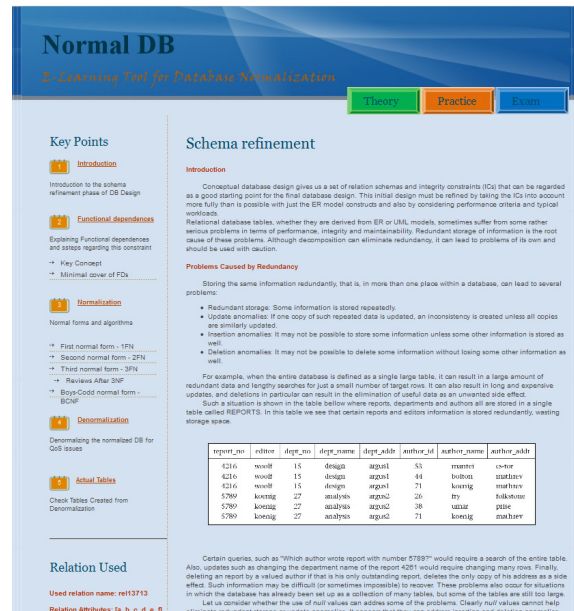 Normal DB
E-Learning Tool for Database Normalization
Theory
Practice
Exam
Key Points
1
Introduction
Introduction to the schema
refinement phase of DB Design
2
Functional dependences
Explaining Functional dependences
and ssteps regarding this constraint
Key Concept
Minimal cover of FDs
3
Normalization
Normal forms and algorithms
First normal form - 1FN
Second normal form - 2FN
Third normal form - 3FN
Reviews After 3NF
Boys-Codd normal form -
BCNF
4
Denormalization
Denormalizing the normalized DB for
QoS issues
5
Actual Tables
Check Tables Created from
Denormalization
Relation Used
Used relation name: rel13713
Relation Attributes: [a, b, c, d, e, f]
Schema refinement
Introduction
Conceptual database design gives us a set of relation schemas and integrity constraints (ICs) that can be regarded
as a good starting point for the final database design. This initial design must be refined by taking the ICs into account
more fully than is possible with just the ER model constructs and also by considering performance criteria and typical
workloads.
Relational database tables, whether they are derived from ER or UML models, sometimes suffer from some rather
serious problems in terms of performance, integrity and maintainability. Redundant storage of information is the root
cause of these problems. Although decomposition can eliminate redundancy, it can lead to problems of its own and
should be used with caution.
Problems Caused by Redundancy
Storing the same information redundantly, that is, in more than one place within a database, can lead to several
problems:
Redundant storage: Some information is stored repeatedly.
Update anomalies: If one copy of such repeated data is updated, an inconsistency is created unless all copies
are similarly updated.
Insertion anomalies: It may not be possible to store some information unless some other information is stored as
well.
Deletion anomalies: It may not be possible to delete some information without losing some other information as
well.
For example, when the entire database is defined as a single large table, it can result in a large amount of
redundant data and lengthy searches for just a small number of target rows. It can also result in long and expensive
updates, and deletions in particular can result in the elimination of useful data as an unwanted side effect.
Such a situation is shown in the table bellow where reports, departments and authors all are stored in a single
table called REPORTS. In this table we see that certain reports and editors information is stored redundantly, wasting
storage space.
report_no editor dept_no dept_name dept_addr author_id author_name author_addr
4216 woolf 15 design argus1 53 mantei cs-tor
4216 woolf 15 design argus1 44 bolton mathrev
4216 woolf 15 design argus1 71 koenig mathrev
5789 koenig 27 analysis argus2 26 fry folkstone
5789 koenig 27 analysis argus2 38 umar prise
5789 koenig 27 analysis argus2 71 koenig mathrev
Certain queries, such as "Which author wrote report with number 5789?" would require a search of the entire table.
Also, updates such as changing the department name of the report 4261 would require changing many rows. Finally,
deleting an report by a valued author if that is his only outstanding report, deletes the only copy of his address as a side
effect. Such information may be difficult (or sometimes impossible) to recover. These problems also occur for situations
in which the database has already been set up as a collection of many tables, but some of the tables are still too large.
Let us consider whether the use of null values can address some of the problems. Clearly null values cannot help